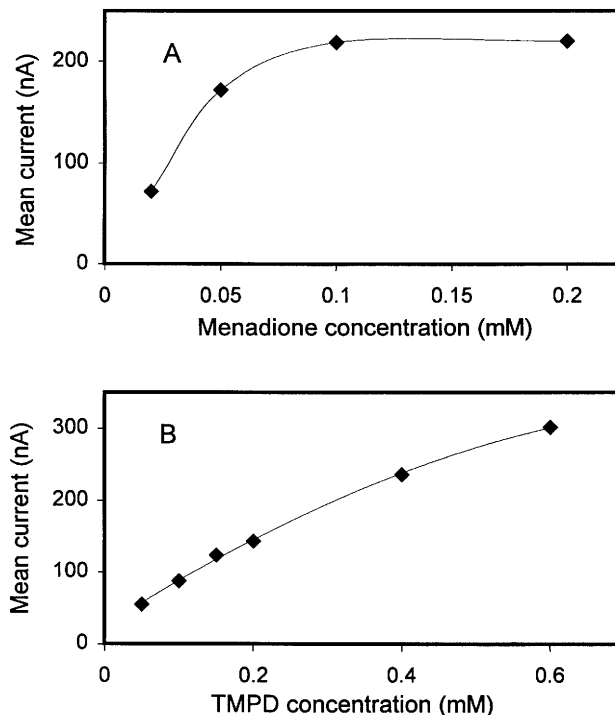 A
Mean current (nA)
200
100
0
0
0.05
0.1
0.15
0.2
Menadione concentration (mM)
B
Mean current (nA)
300
200
100
0
0
0.2
0.4
0.6
TMPD concentration (mM)